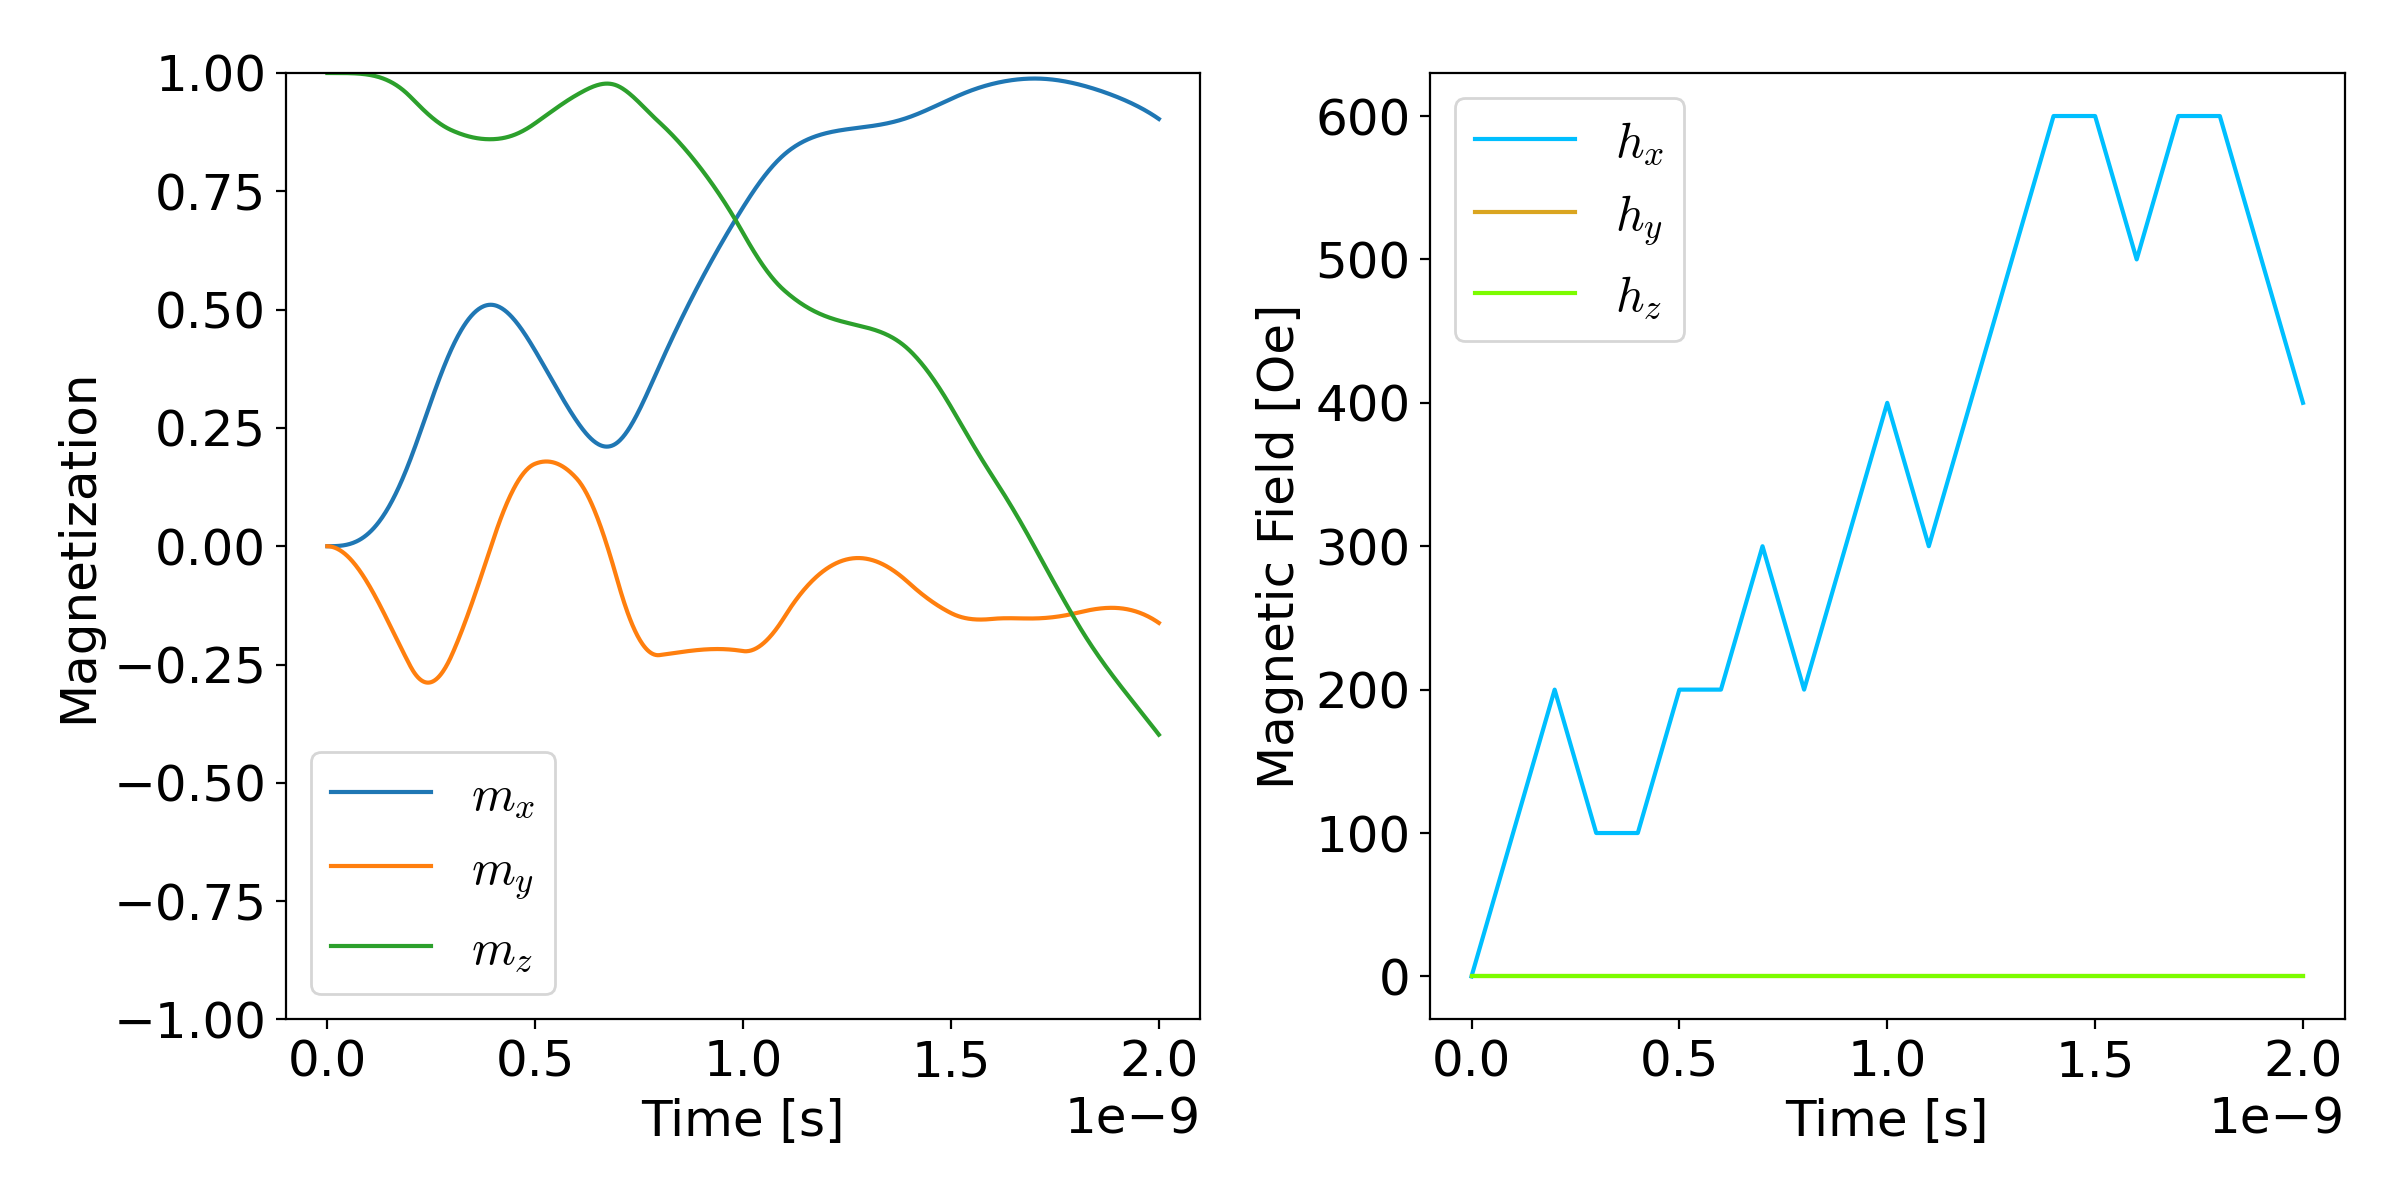 1.00
0.75
0.50
0.25
0.00
−0.25
−0.50
−0.75
−1.00
Magnetization
m_x
m_y
m_z
0.0 0.5 1.0 1.5 2.0
Time [s]
1e−9
600
500
400
300
200
100
0
Magnetic Field [Oe]
h_x
h_y
h_z
0.0 0.5 1.0 1.5 2.0
Time [s]
1e−9